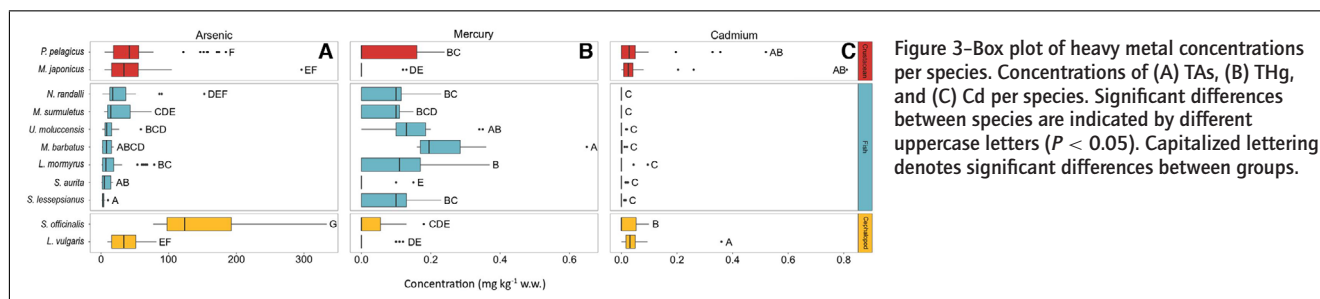 Arsenic Mercury Cadmium
A B C
P. pelagicus F BC AB
M. japonicus EF DE AB
Crustacean
N. randalli DEF BC C
M. surmuletus CDE BCD C
U. moluccensis BCD AB C
M. barbatus ABCD A C
L. mormyrus BC B C
S. aurita AB E C
S. lessepsianus A BC C
Fish
S. officinalis G CDE B
L. vulgaris EF DE A
Cephalopod
0 100 200 300 0.0 0.2 0.4 0.6 0.0 0.2 0.4 0.6 0.8
Concentration (mg kg⁻¹ w.w.)
Figure 3–Box plot of heavy metal concentrations
per species. Concentrations of (A) TAs, (B) THg,
and (C) Cd per species. Significant differences
between species are indicated by different
uppercase letters (P < 0.05). Capitalized lettering
denotes significant differences between groups.